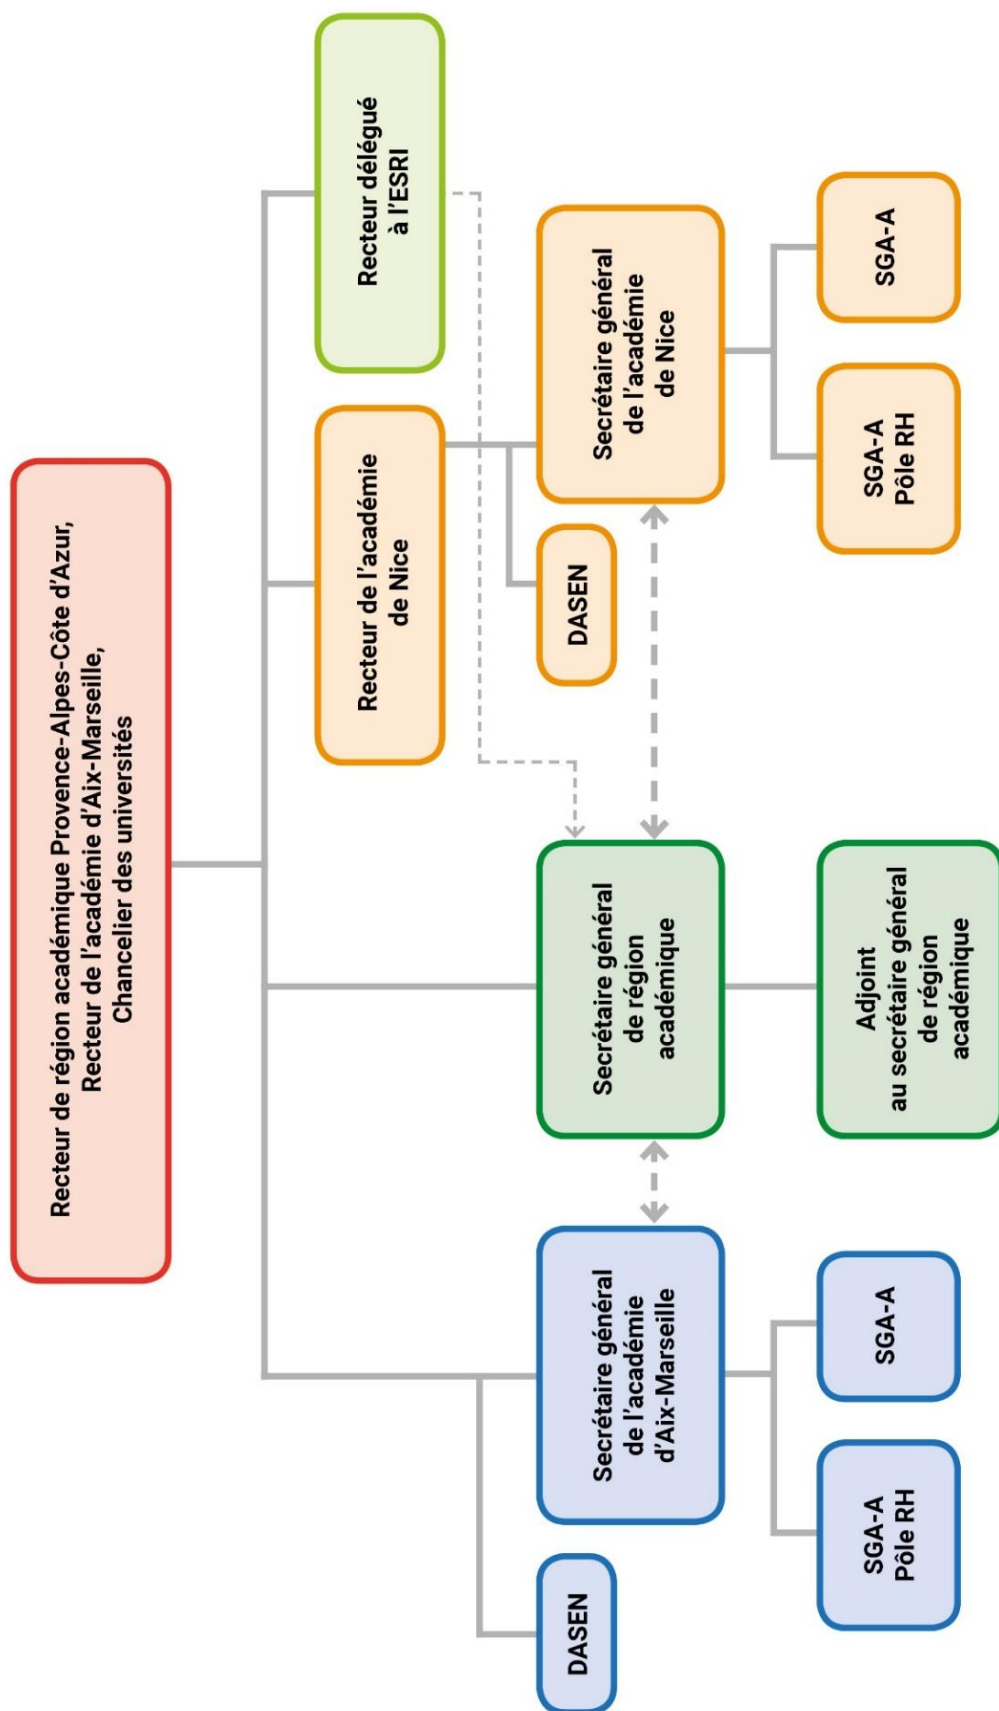 Recteur de région académique Provence-Alpes-Côte d'Azur,
Recteur de l'académie d'Aix-Marseille,
Chancelier des universités
Recteur de l'académie
de Nice
Recteur délégué
à l'ESRI
DASEN
Secrétaire général
de l'académie
d'Aix-Marseille
Secrétaire général
de région
académique
DASEN
Secrétaire général
de l'académie
de Nice
SGA-A
Pôle RH
SGA-A
Adjoint
au secrétaire général
de région
académique
SGA-A
Pôle RH
SGA-A